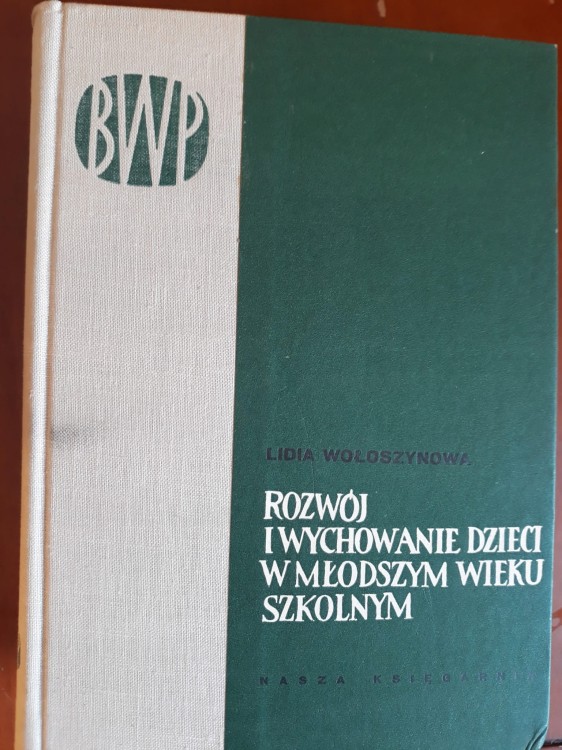 BWP
LIDIA WOŁOSZYNOWA
ROZWÓJ
I WYCHOWANIE DZIECI
W MŁODSZYM WIEKU
SZKOLNYM
NASZA KSIĘGARNIA